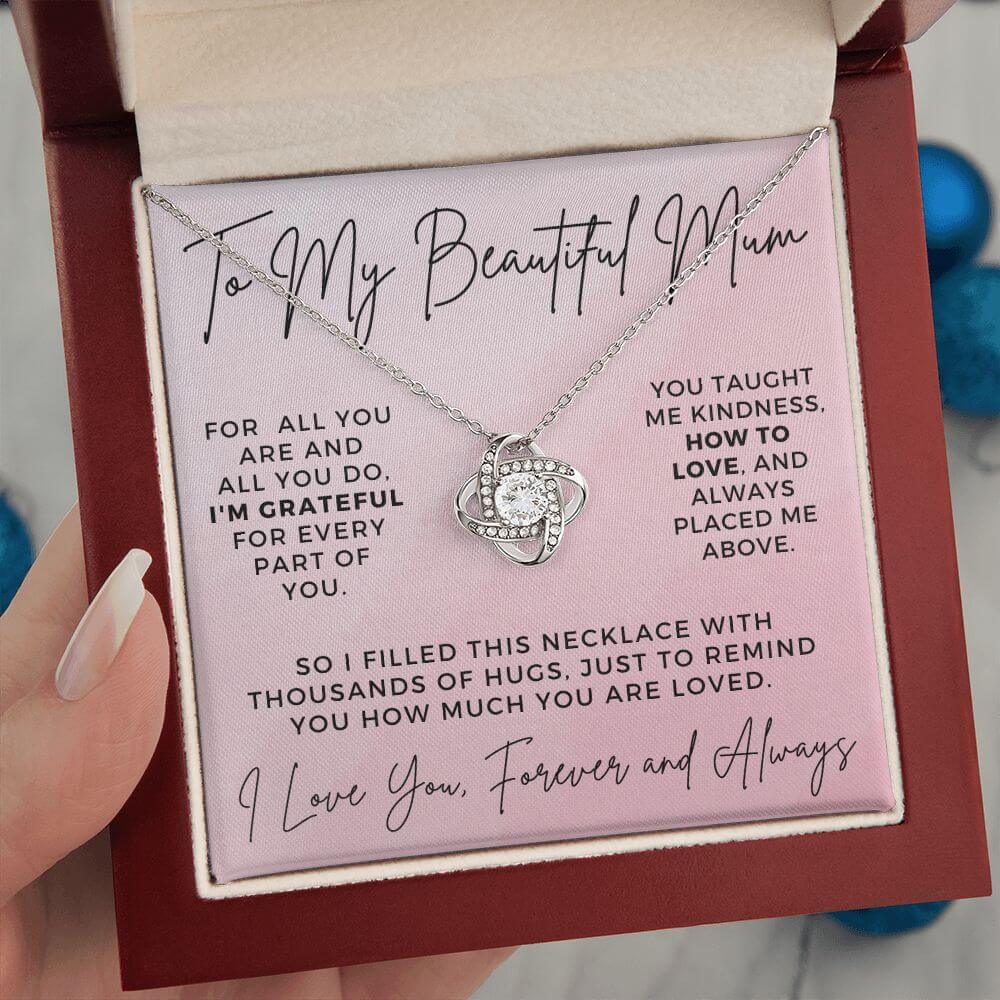 To My Beautiful Mum
FOR ALL YOU
ARE AND
ALL YOU DO,
I'M GRATEFUL
FOR EVERY
PART OF
YOU.
YOU TAUGHT
ME KINDNESS,
HOW TO
LOVE, AND
ALWAYS
PLACED ME
ABOVE.
SO I FILLED THIS NECKLACE WITH
THOUSANDS OF HUGS, JUST TO REMIND
YOU HOW MUCH YOU ARE LOVED.
I Love You, Forever and Always